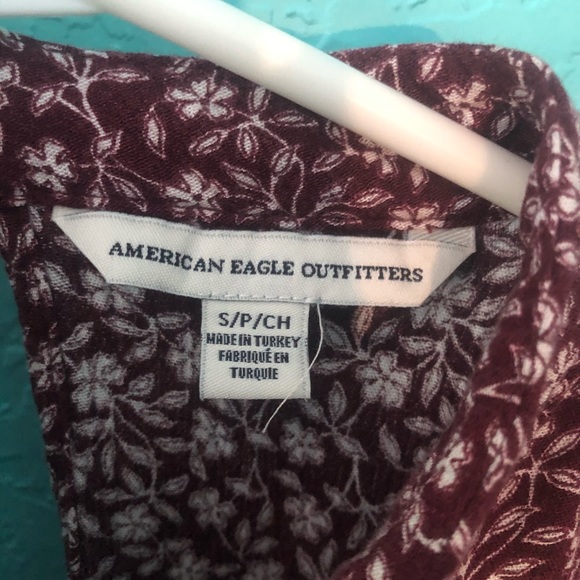 AMERICAN EAGLE OUTFITTERS
S/P/CH
MADE IN TURKEY
FABRIQUÉ EN
TURQUIE